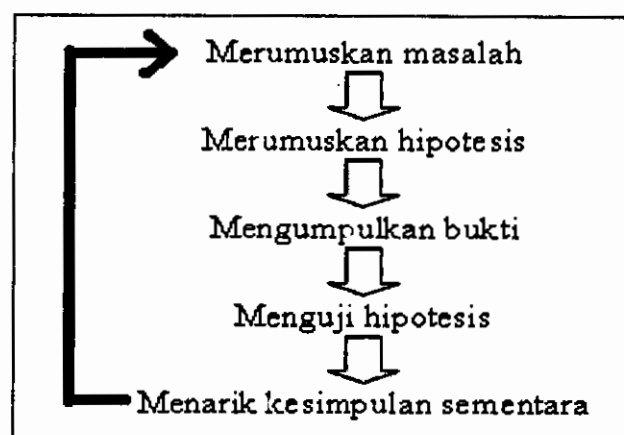 Merumuskan masalah
Merumuskan hipotesis
Mengumpulkan bukti
Menguji hipotesis
Menarik kesimpulan sementara